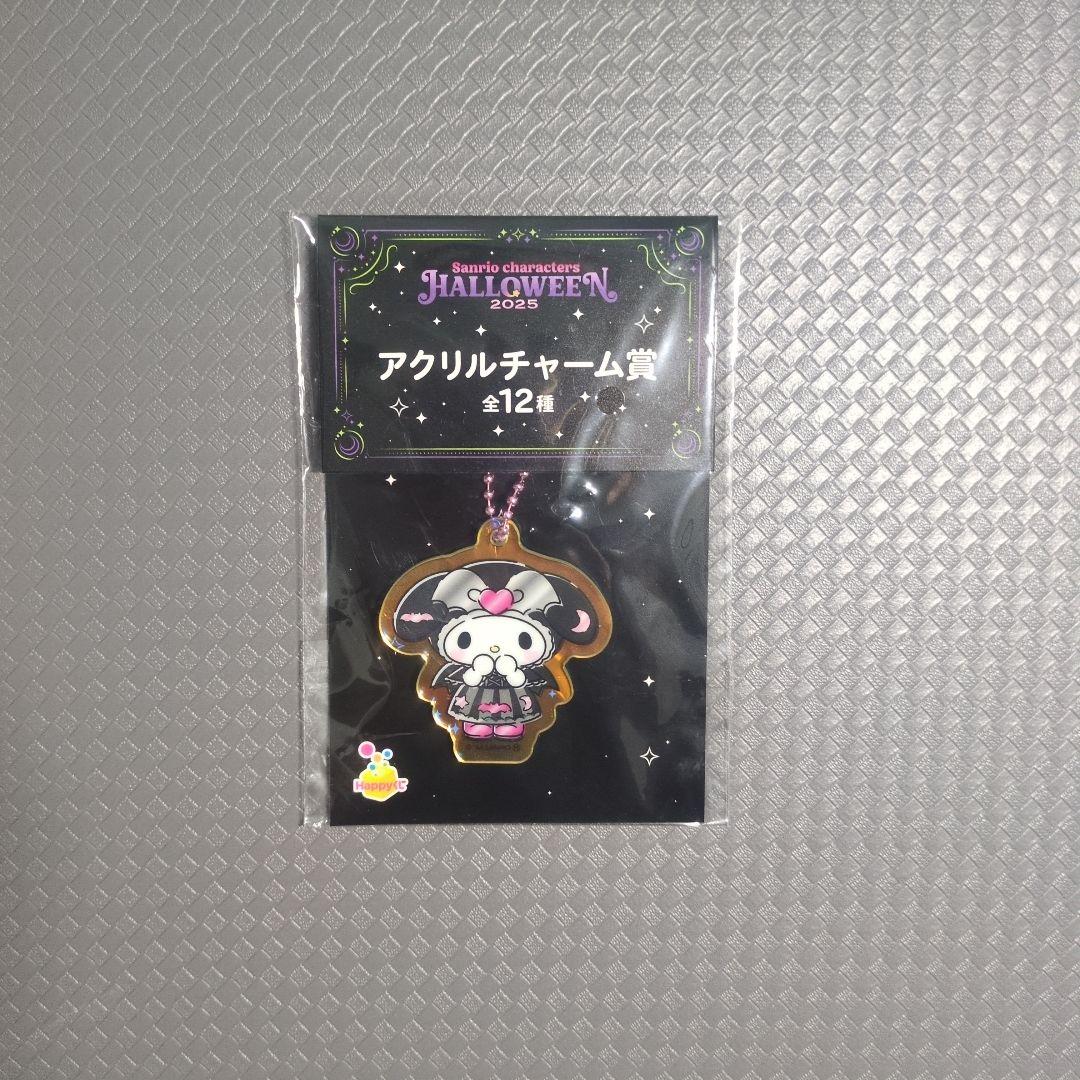 Sanrio characters
HALLOWEEN
2025
アクリルチャーム賞
全12種
Happyくじ